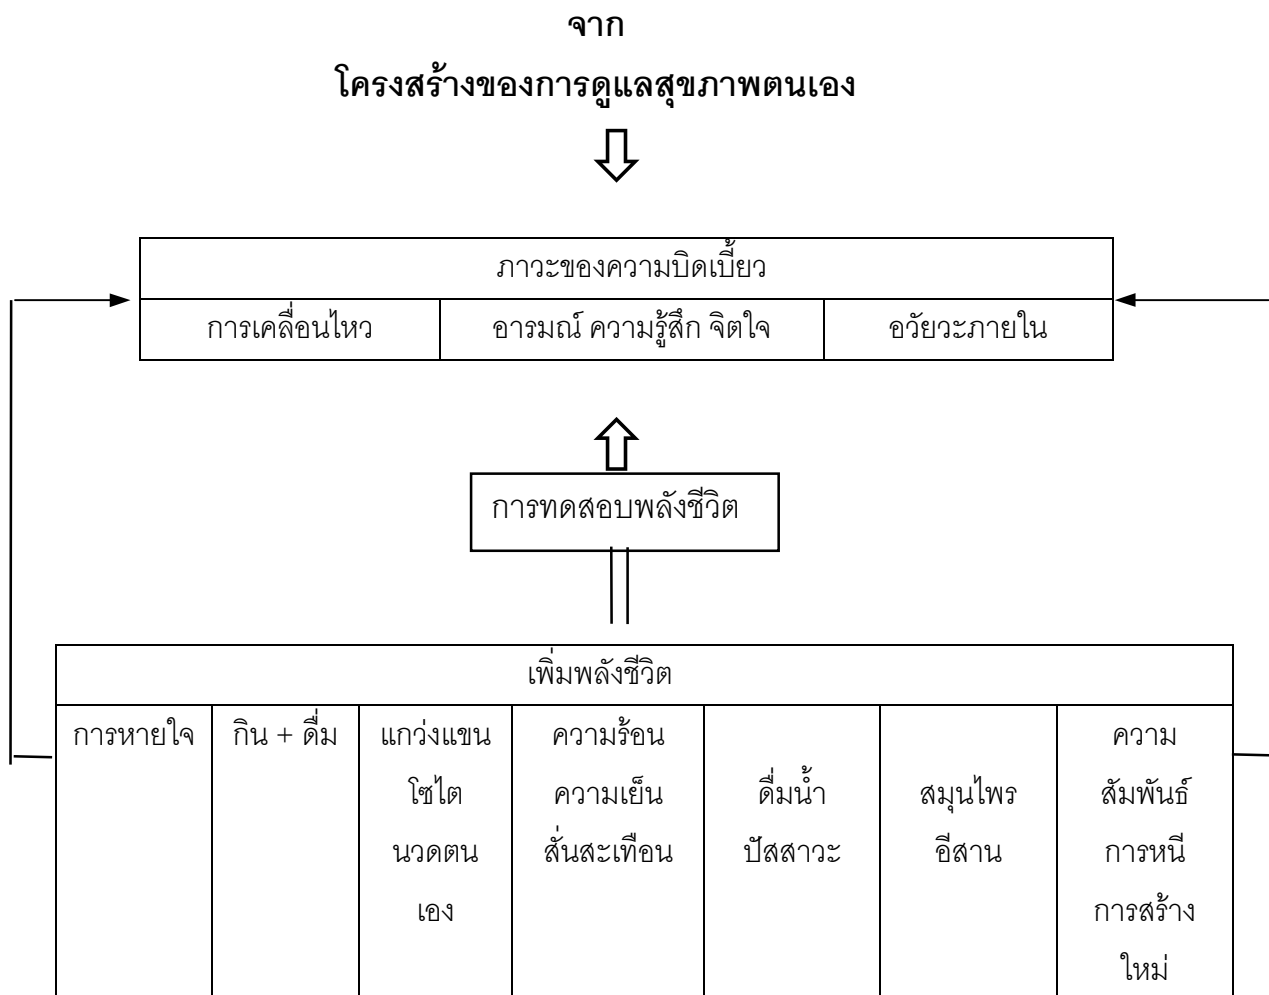 จาก
โครงสร้างของการดูแลสุขภาพตนเอง
ภาวะของความบิดเบี้ยว
การเคลื่อนไหว
อารมณ์ ความรู้สึก จิตใจ
อวัยวะภายใน
การทดสอบพลังชีวิต
เพิ่มพลังชีวิต
การหายใจ
กิน + ดื่ม
แกว่งแขน
โซไต
นวดตน
เอง
ความร้อน
ความเย็น
สั่นสะเทือน
ดื่มน้ำ
ปัสสาวะ
สมุนไพร
อีสาน
ความ
สัมพันธ์
การหนี
การสร้าง
ใหม่